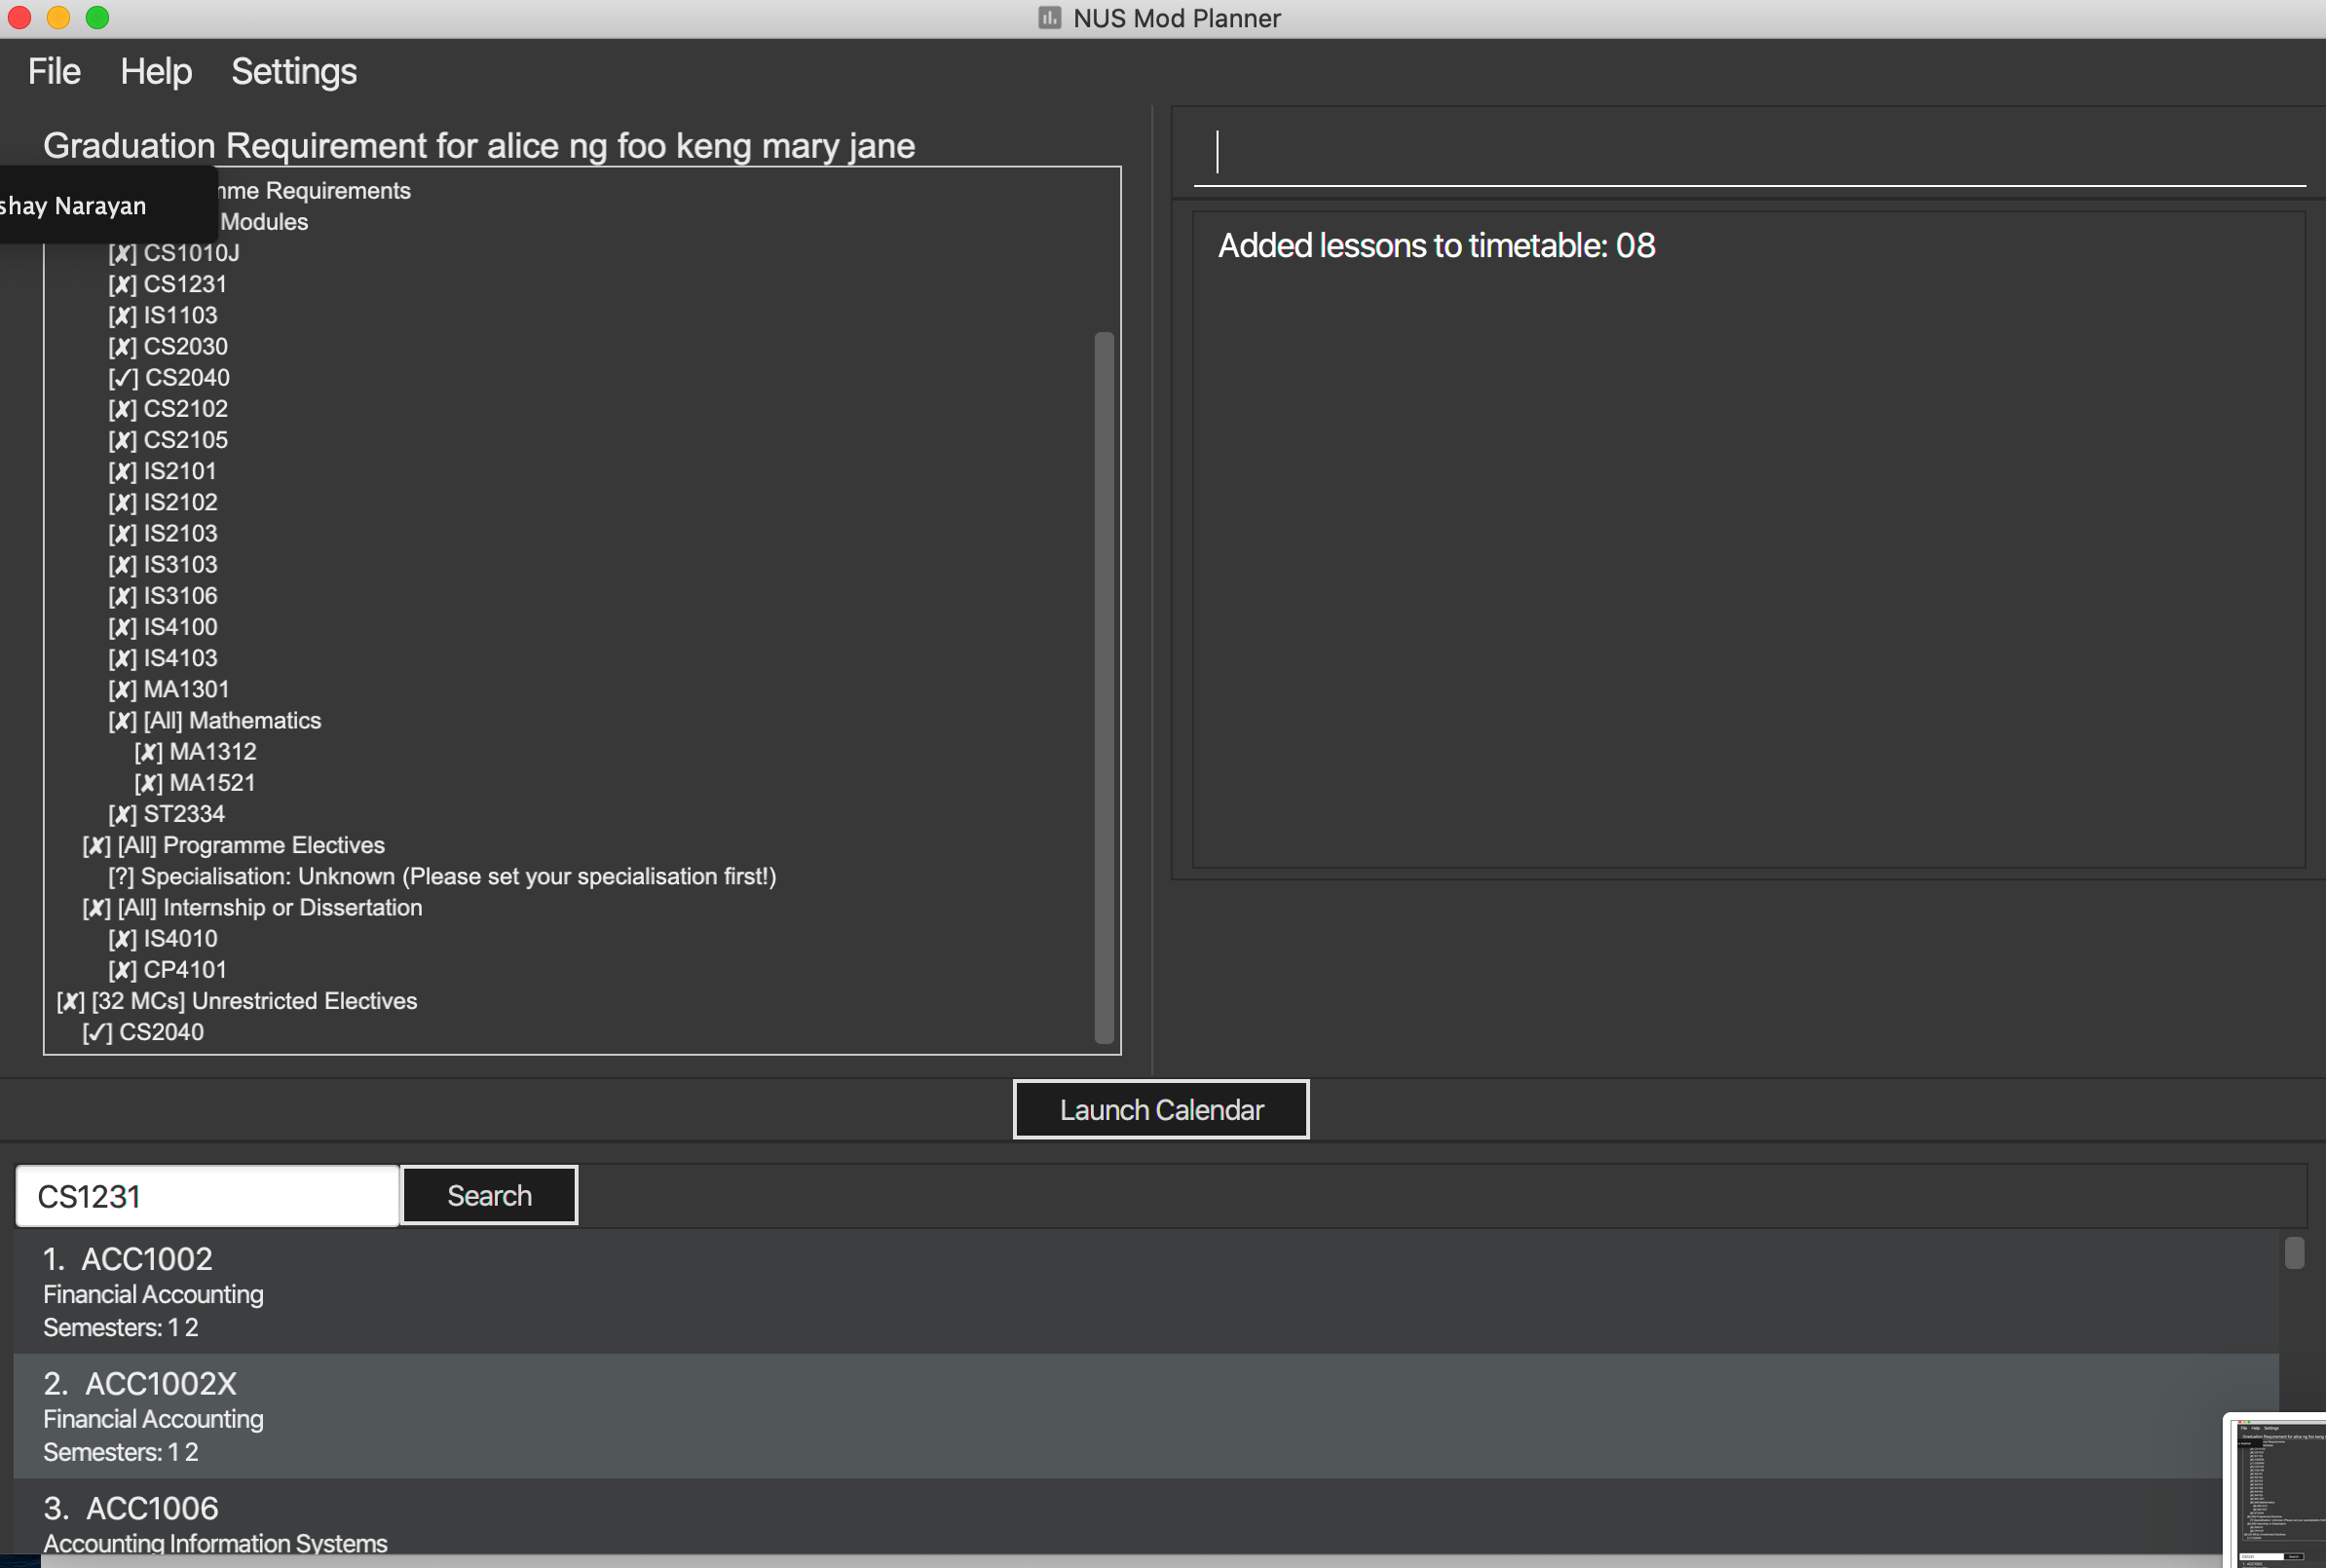 NUS Mod Planner
File Help Settings
Graduation Requirement for alice ng foo keng mary jane
shay Narayan
Requirements
Modules
[✗] CS1010J
[✗] CS1231
[✗] IS1103
[✗] CS2030
[✓] CS2040
[✗] CS2102
[✗] CS2105
[✗] IS2101
[✗] IS2102
[✗] IS2103
[✗] IS3103
[✗] IS3106
[✗] IS4100
[✗] IS4103
[✗] MA1301
[✗] [All] Mathematics
[✗] MA1312
[✗] MA1521
[✗] ST2334
[✗] [All] Programme Electives
[?] Specialisation: Unknown (Please set your specialisation first!)
[✗] [All] Internship or Dissertation
[✗] IS4010
[✗] CP4101
[✗] [32 MCs] Unrestricted Electives
[✓] CS2040
Added lessons to timetable: 08
Launch Calendar
CS1231 Search
1. ACC1002
Financial Accounting
Semesters: 1 2
2. ACC1002X
Financial Accounting
Semesters: 1 2
3. ACC1006
Accounting Information Systems